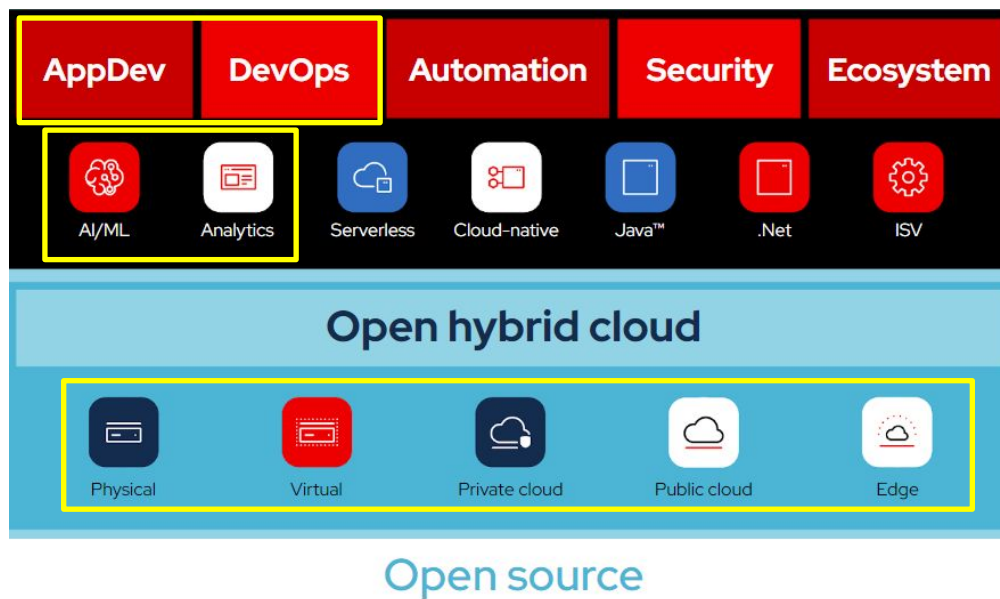 AppDev DevOps Automation Security Ecosystem
AI/ML Analytics Serverless Cloud-native Java™ .Net ISV
Open hybrid cloud
Physical Virtual Private cloud Public cloud Edge
Open source